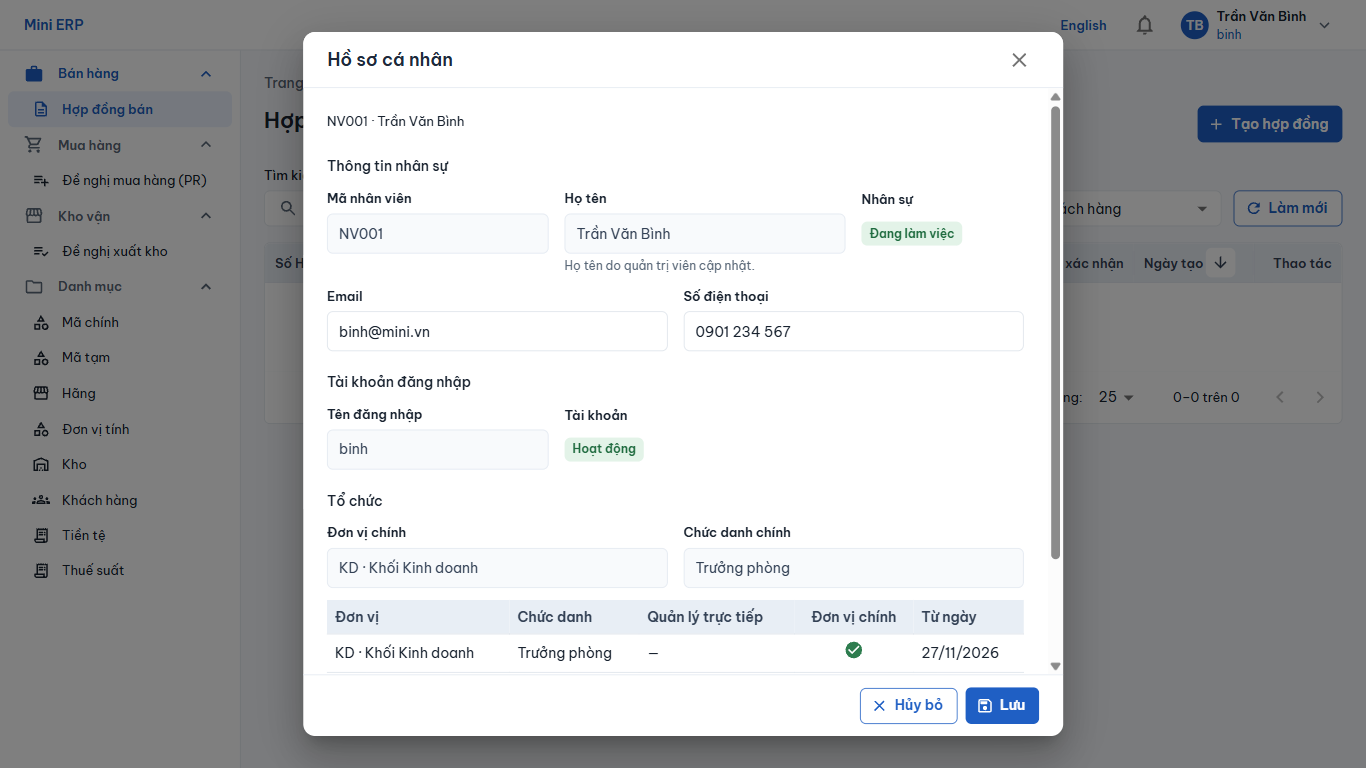 Mini ERP
English
TB
Trần Văn Bình
binh
Bán hàng
Hợp đồng bán
Mua hàng
Đề nghị mua hàng (PR)
Kho vận
Đề nghị xuất kho
Danh mục
Mã chính
Mã tạm
Hãng
Đơn vị tính
Kho
Khách hàng
Tiền tệ
Thuế suất
Trang
Hợp
Tạo hợp đồng
Tìm
hàng
Làm mới
Số
xác nhận
Ngày tạo
Thao tác
25
0–0 trên 0
Hồ sơ cá nhân
NV001 · Trần Văn Bình
Thông tin nhân sự
Mã nhân viên
Họ tên
Nhân sự
NV001
Trần Văn Bình
Đang làm việc
Họ tên do quản trị viên cập nhật.
Email
Số điện thoại
binh@mini.vn
0901 234 567
Tài khoản đăng nhập
Tên đăng nhập
Tài khoản
binh
Hoạt động
Tổ chức
Đơn vị chính
Chức danh chính
KD · Khối Kinh doanh
Trưởng phòng
Đơn vị
Chức danh
Quản lý trực tiếp
Đơn vị chính
Từ ngày
KD · Khối Kinh doanh
Trưởng phòng
—
27/11/2026
Hủy bỏ
Lưu